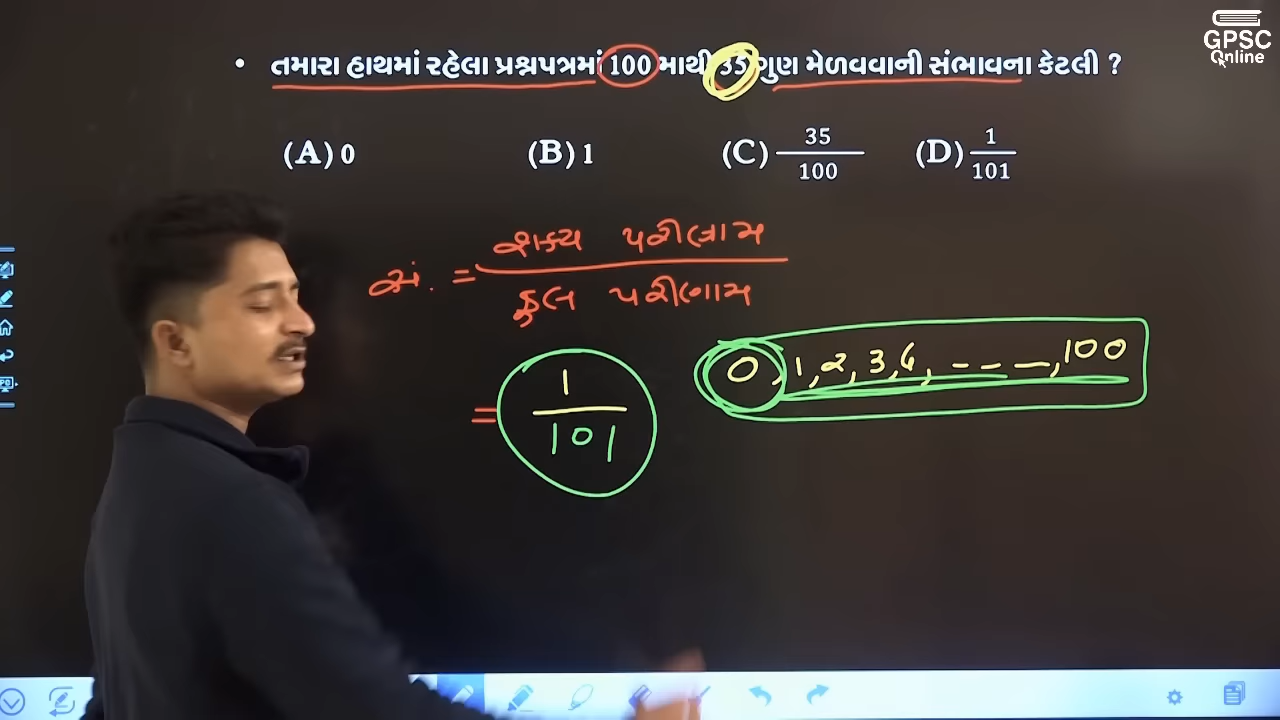 GPSC
Online
• તમારા હાથમાં રહેલા પ્રશ્નપત્રમાં 100 માથી 35 ગુણ મેળવવાની સંભાવના કેટલી ?
(A) 0 (B) 1 (C) 35/100 (D) 1/101
સં. = શક્ય પરીણામ / કુલ પરીણામ
= 1/101
0, 1, 2, 3, 4, - - —, 100